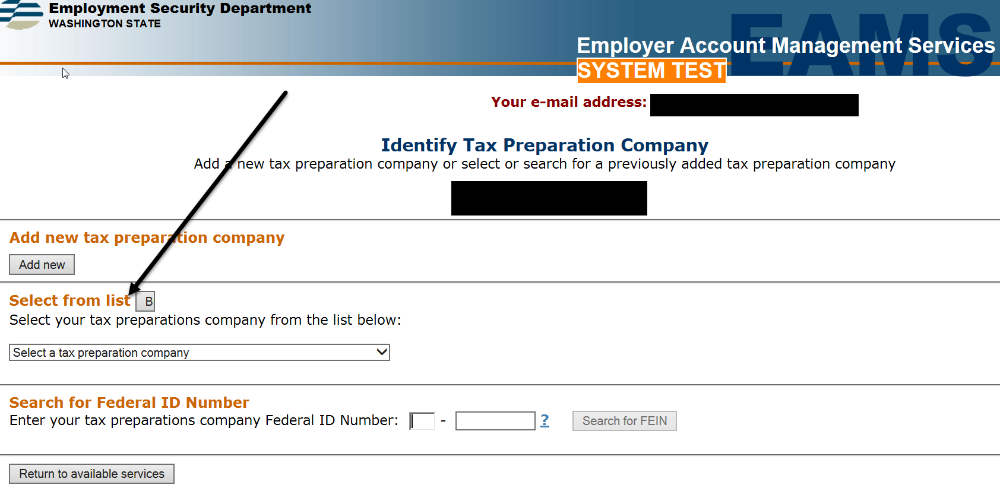 Employment Security Department
WASHINGTON STATE
EAMS
Employer Account Management Services
SYSTEM TEST
Your e-mail address:
Identify Tax Preparation Company
Add a new tax preparation company or select or search for a previously added tax preparation company
Add new tax preparation company
Add new
Select from list B
Select your tax preparations company from the list below:
Select a tax preparation company
Search for Federal ID Number
Enter your tax preparations company Federal ID Number: - ? Search for FEIN
Return to available services